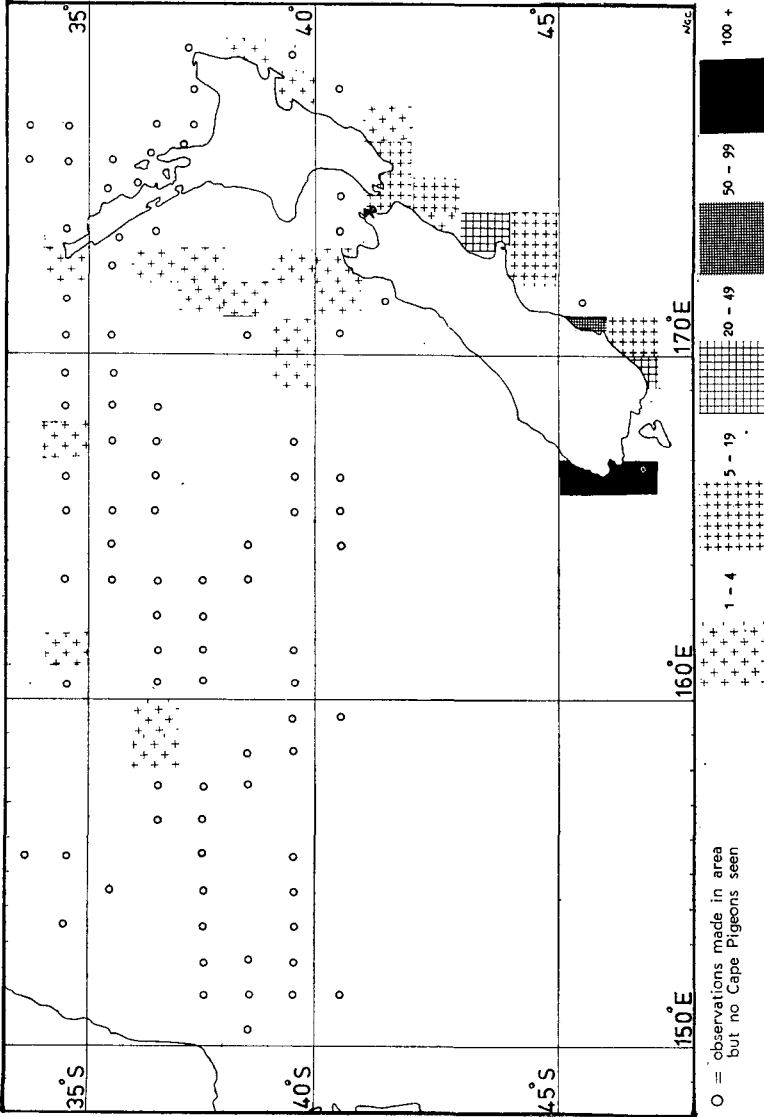 35°
40°
45°
NGC
170°E
160°E
150°E
35°S
40°S
45°S
1 - 4
5 - 19
20 - 49
50 - 99
100 +
O = observations made in area
but no Cape Pigeons seen